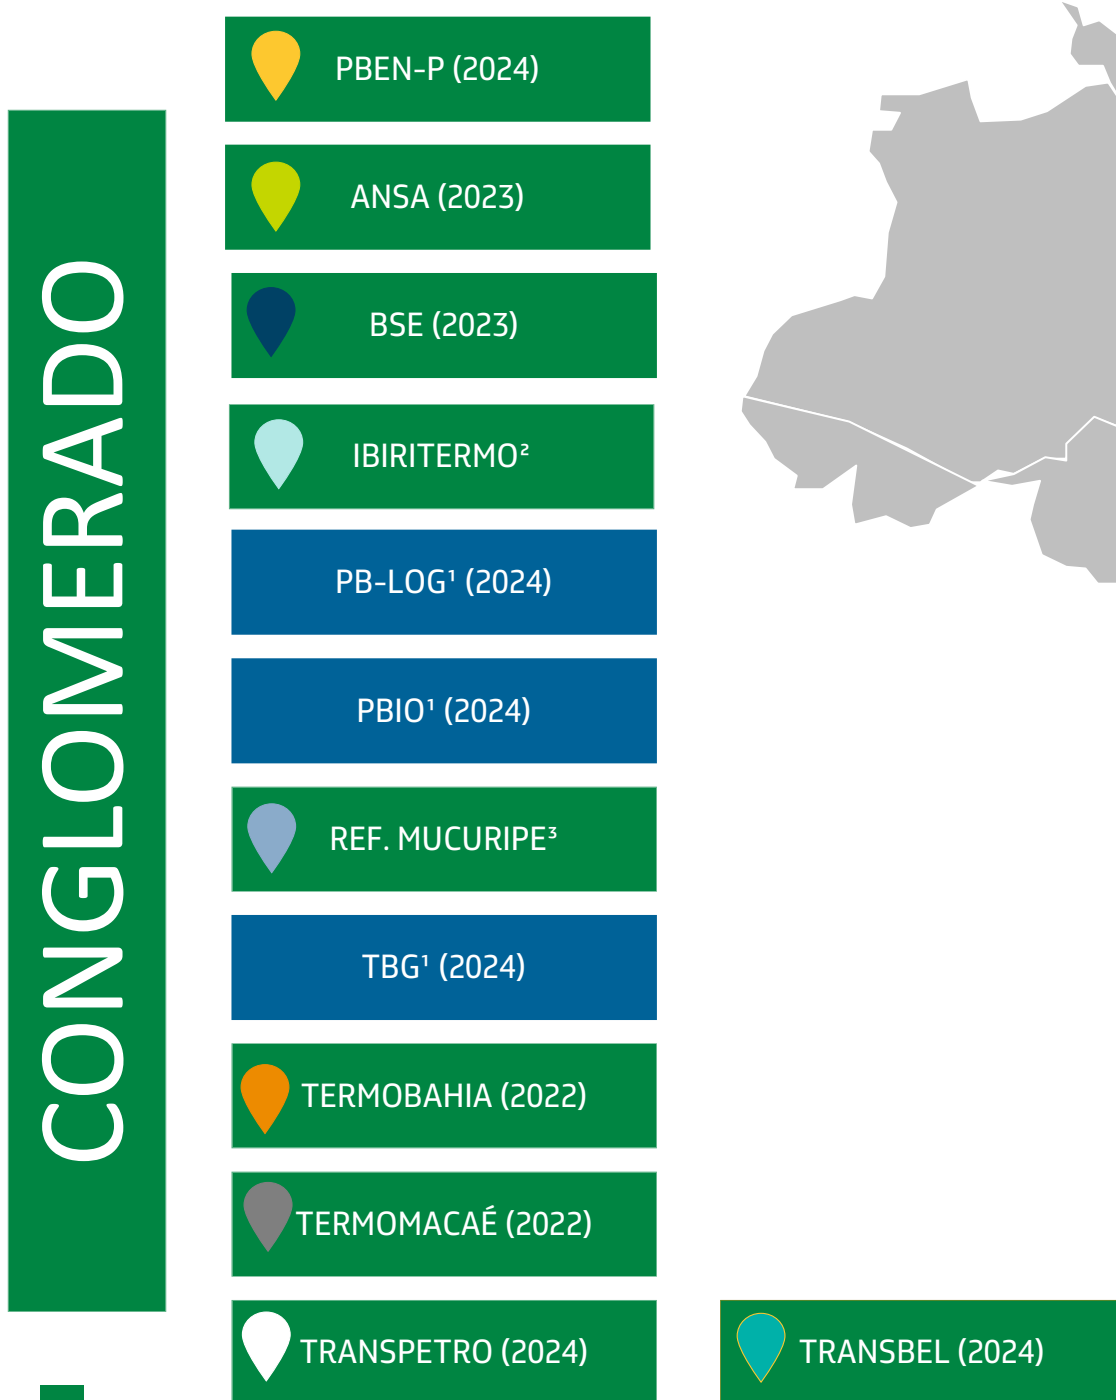 CONGLOMERADO
PBEN-P (2024)
ANSA (2023)
BSE (2023)
IBIRITERMO²
PB-LOG¹ (2024)
PBIO¹ (2024)
REF. MUCURIPE³
TBG¹ (2024)
TERMOBAHIA (2022)
TERMOMACAÉ (2022)
TRANSPETRO (2024)
TRANSBEL (2024)